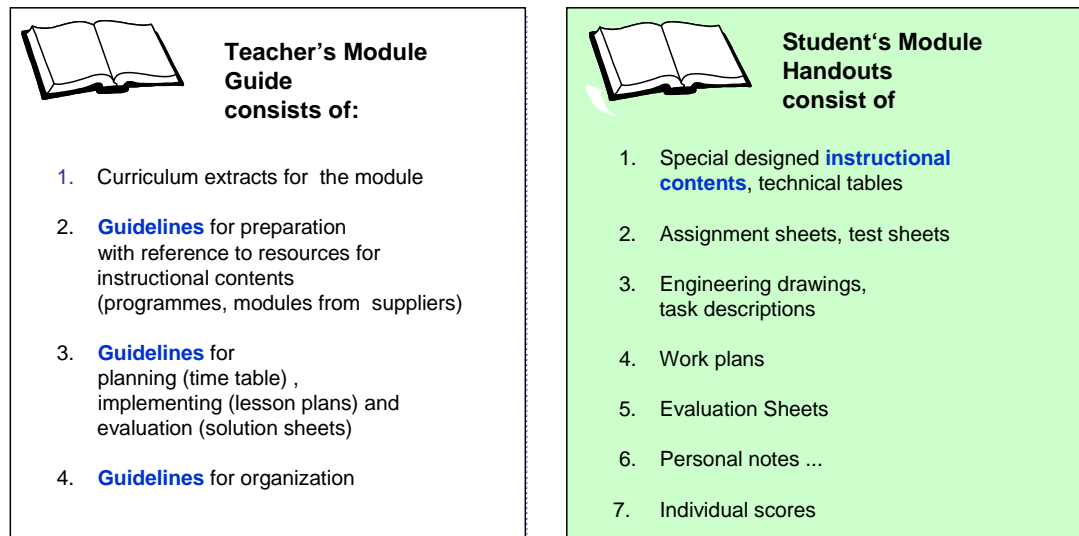 Teacher's Module
Guide
consists of:
1. Curriculum extracts for the module
2. Guidelines for preparation
with reference to resources for
instructional contents
(programmes, modules from suppliers)
3. Guidelines for
planning (time table) ,
implementing (lesson plans) and
evaluation (solution sheets)
4. Guidelines for organization
Student‘s Module
Handouts
consist of
1. Special designed instructional
contents, technical tables
2. Assignment sheets, test sheets
3. Engineering drawings,
task descriptions
4. Work plans
5. Evaluation Sheets
6. Personal notes ...
7. Individual scores